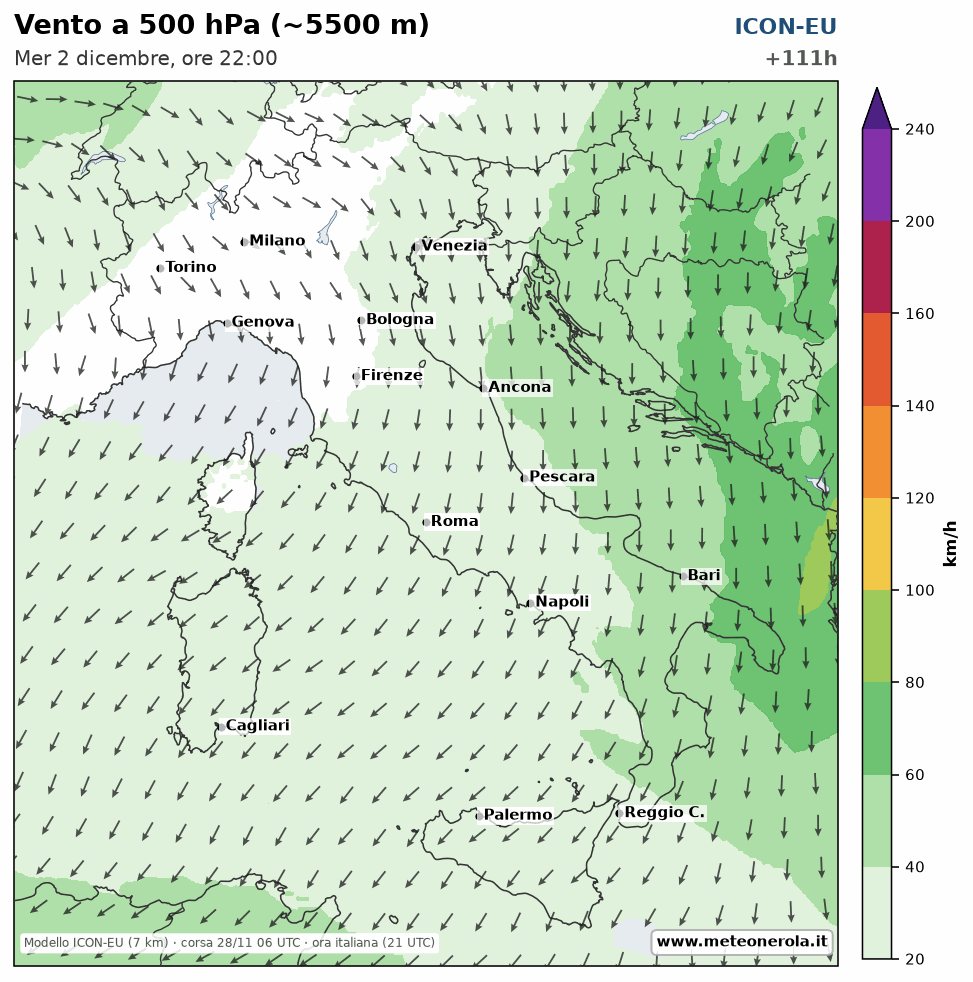 Vento a 500 hPa (~5500 m)
ICON-EU
Mer 2 dicembre, ore 22:00
+111h
Milano
Venezia
Torino
Genova
Bologna
Firenze
Ancona
Pescara
Roma
Bari
Napoli
Cagliari
Palermo
Reggio C.
240
200
160
140
120
100
80
60
40
20
km/h
Modello ICON-EU (7 km) · corsa 28/11 06 UTC · ora italiana (21 UTC)
www.meteonerola.it